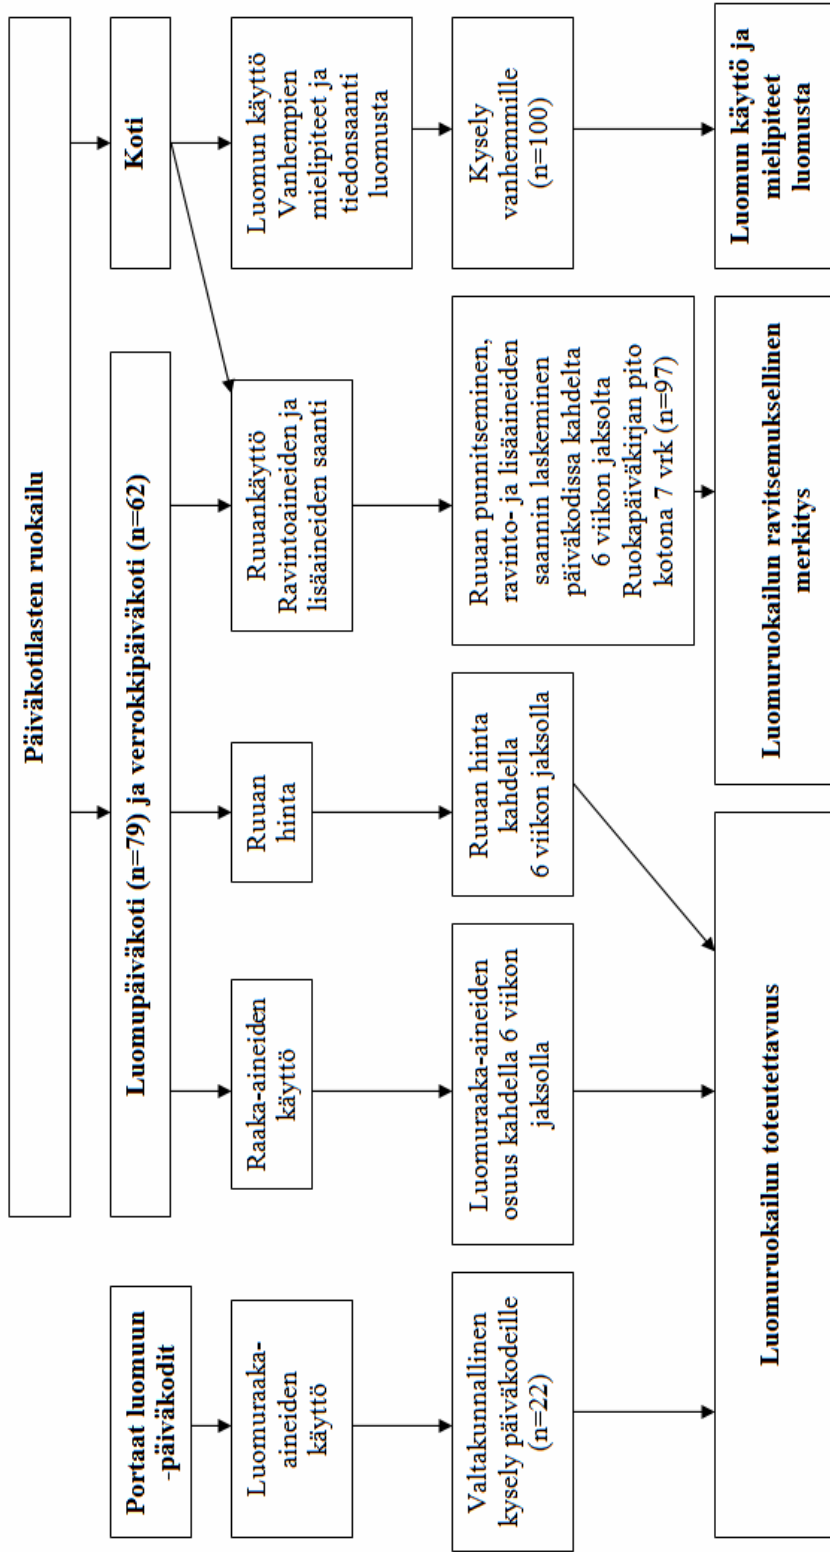 Päiväkotilasten ruokailu
Portaat luomuun
-päiväkodit
Luomupäiväkoti (n=79) ja verrokkipäiväkoti (n=62)
Koti
Luomuraaka-
aineiden
käyttö
Raaka-aineiden
käyttö
Ruuan
hinta
Ruuankäyttö
Ravintoaineiden ja
lisäaineiden saanti
Luomun käyttö
Vanhempien
mielipiteet ja
tiedonsaanti
luomusta
Valtakunnallinen
kysely päiväkodeille
(n=22)
Luomuraaka-aineiden
osuus kahdella 6 viikon
jaksolla
Ruuan hinta
kahdella
6 viikon jaksolla
Ruuan punnitseminen,
ravinto- ja lisäaineiden
saannin laskeminen
päiväkodissa kahdelta
6 viikon jaksolta
Ruokapäiväkirjan pito
kotona 7 vrk (n=97)
Kysely
vanhemmille
(n=100)
Luomuruokailun toteutettavuus
Luomuruokailun ravitsemuksellinen
merkitys
Luomun käyttö ja
mielipiteet
luomusta